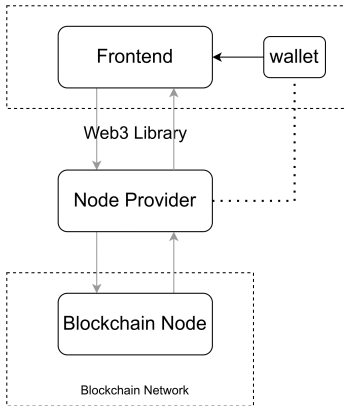 Frontend
wallet
Web3 Library
Node Provider
Blockchain Node
Blockchain Network